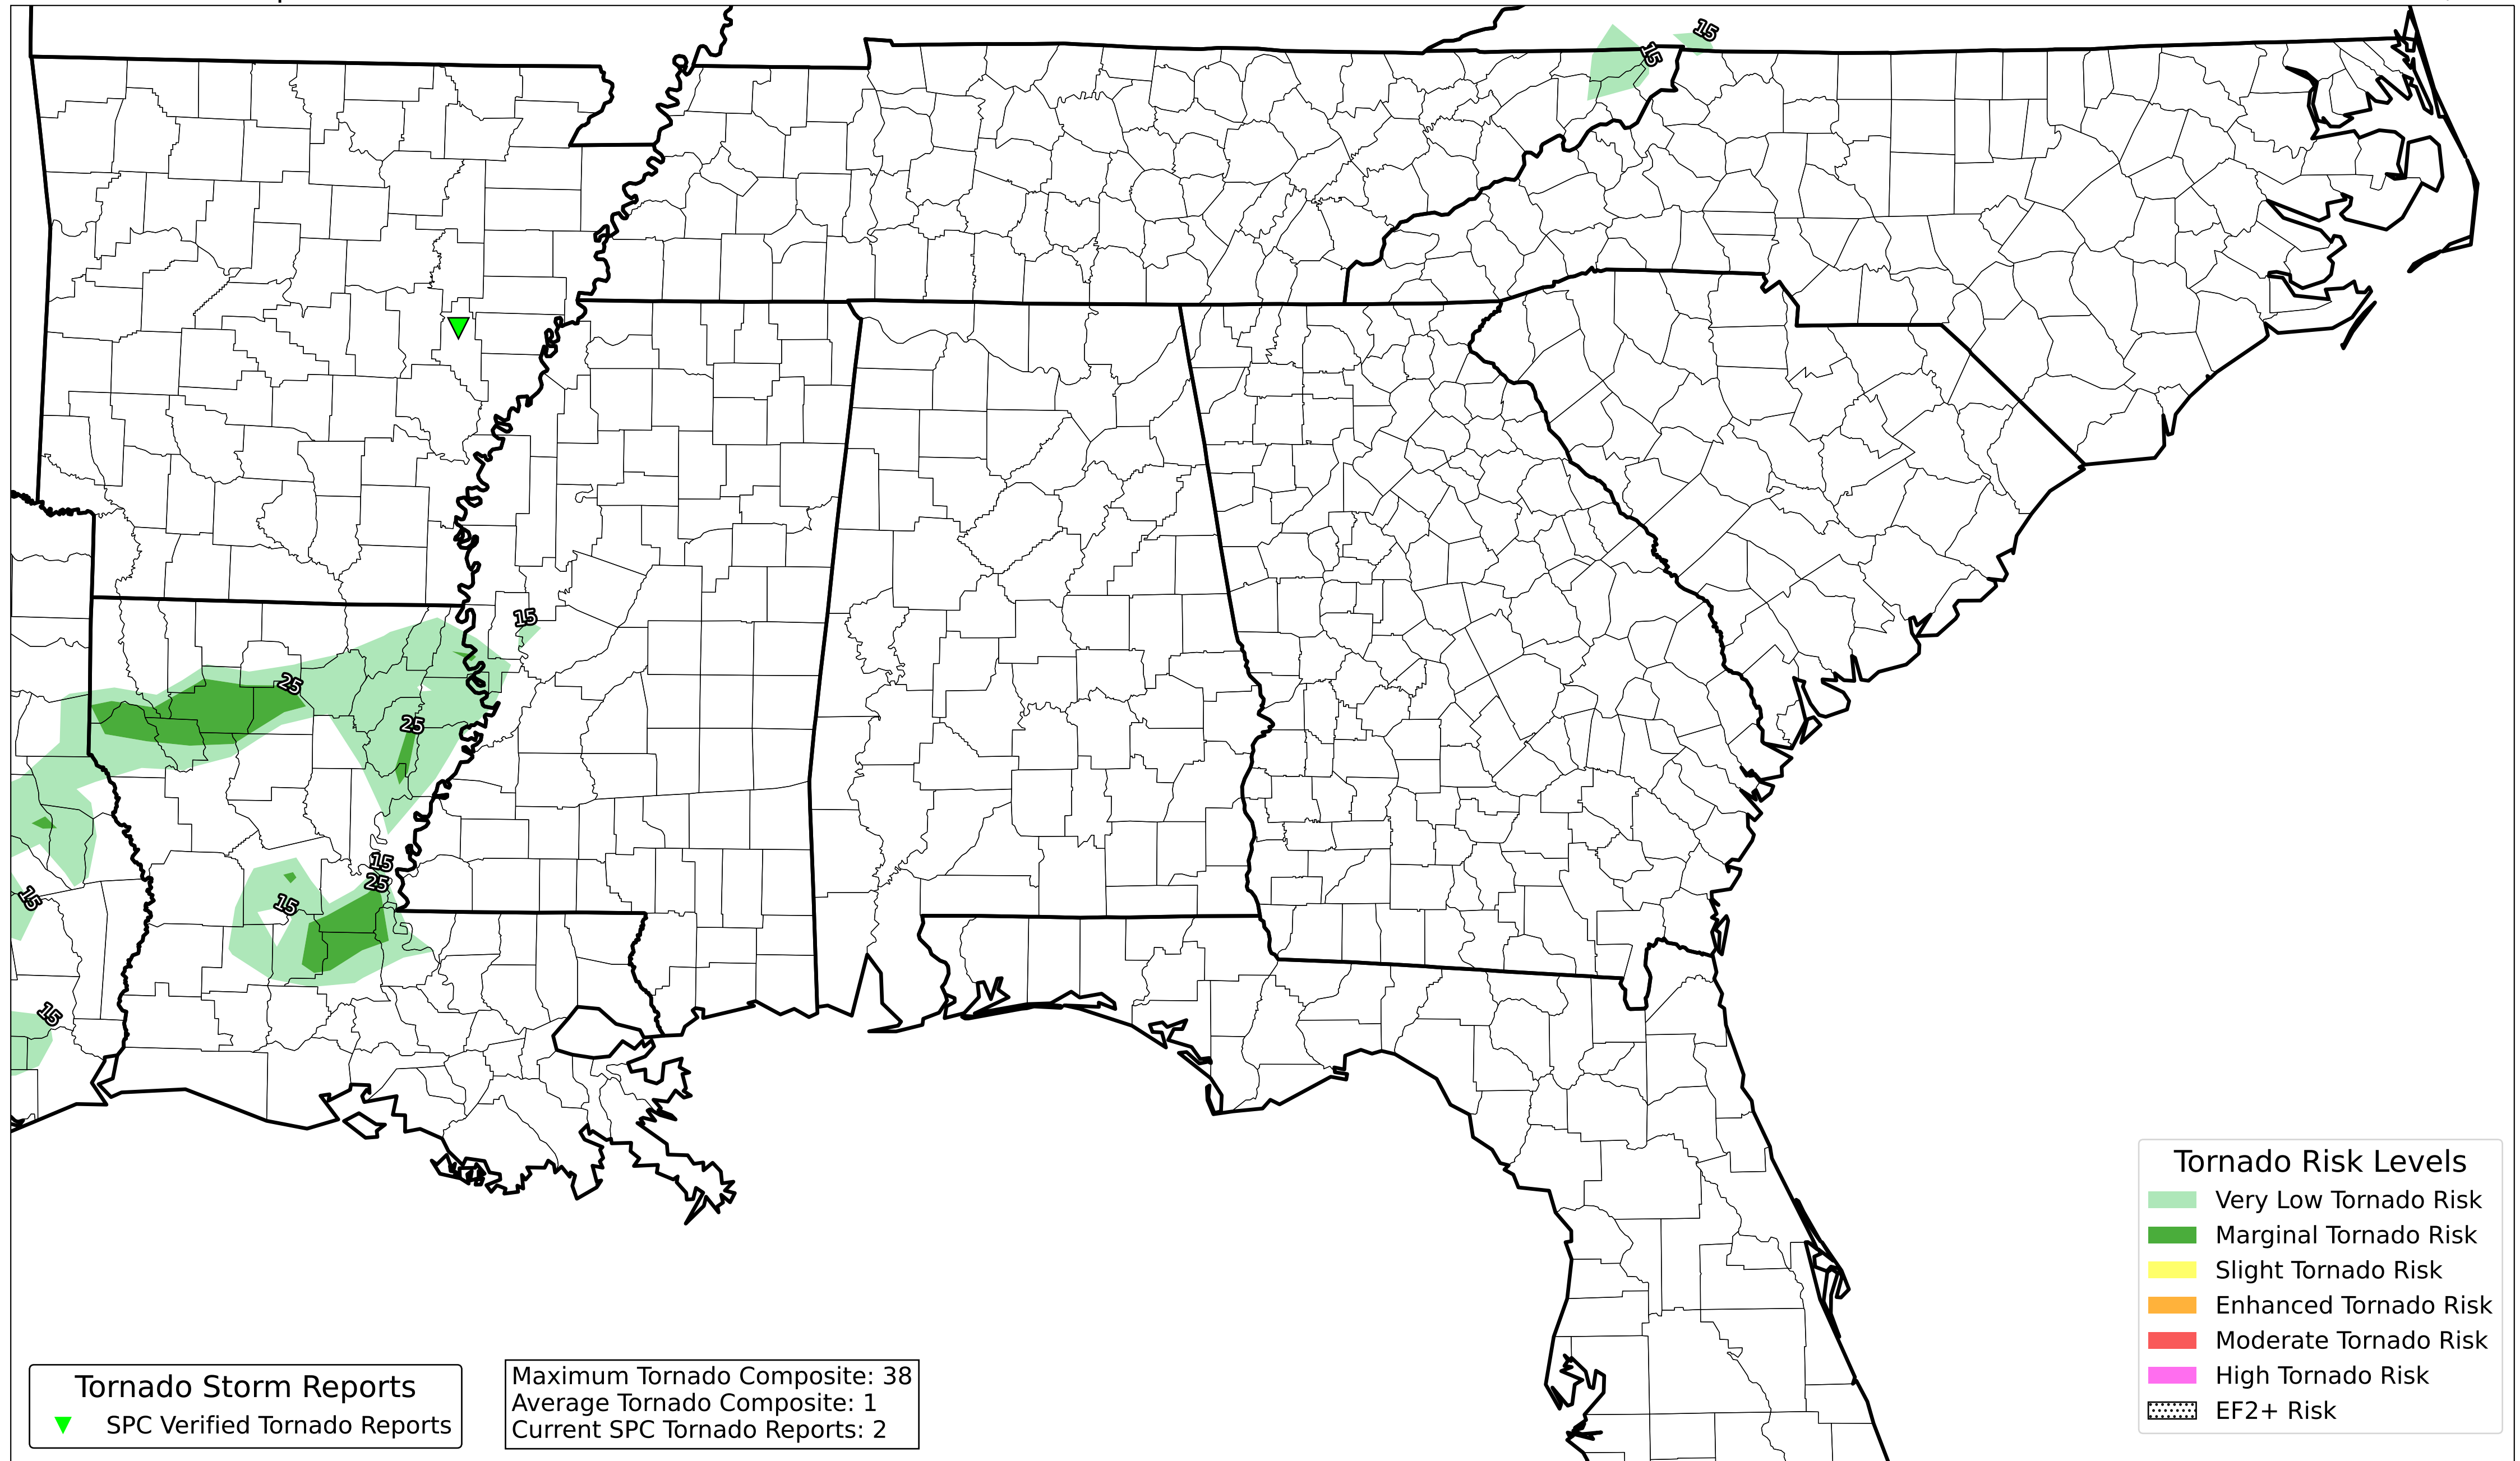 15
15
15
25
25
15
25
15
15
15
Tornado Risk Levels
Very Low Tornado Risk
Marginal Tornado Risk
Slight Tornado Risk
Enhanced Tornado Risk
Moderate Tornado Risk
High Tornado Risk
EF2+ Risk
Tornado Storm Reports
SPC Verified Tornado Reports
Maximum Tornado Composite: 38
Average Tornado Composite: 1
Current SPC Tornado Reports: 2